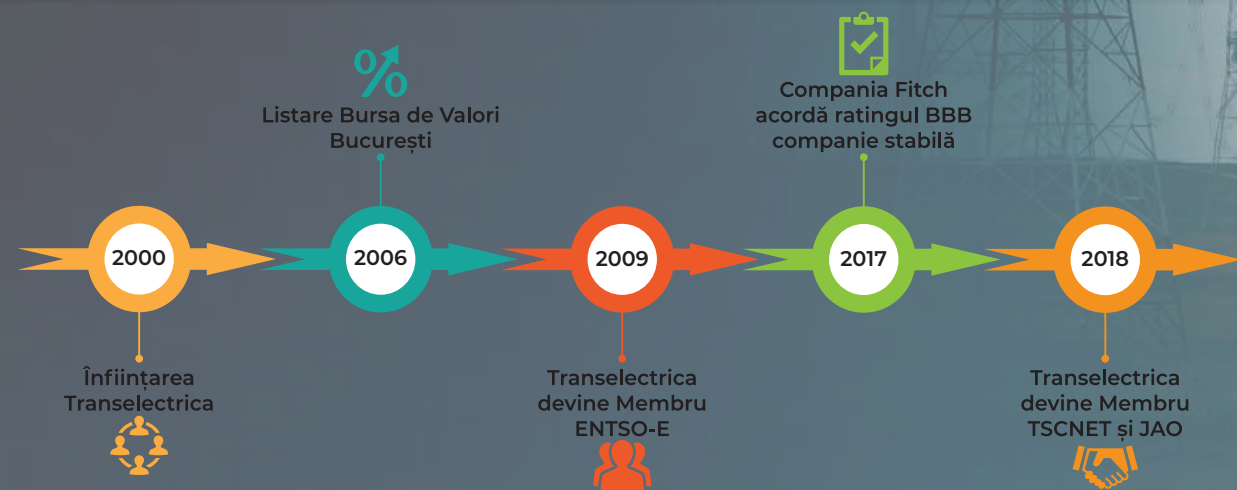 2000
Înființarea
Transelectrica
%
Listare Bursa de Valori
București
2006
2009
Transelectrica
devine Membru
ENTSO-E
Compania Fitch
acordă ratingul BBB
companie stabilă
2017
2018
Transelectrica
devine Membru
TSCNET și JAO